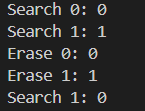 Search 0: 0
Search 1: 1
Erase 0: 0
Erase 1: 1
Search 1: 0